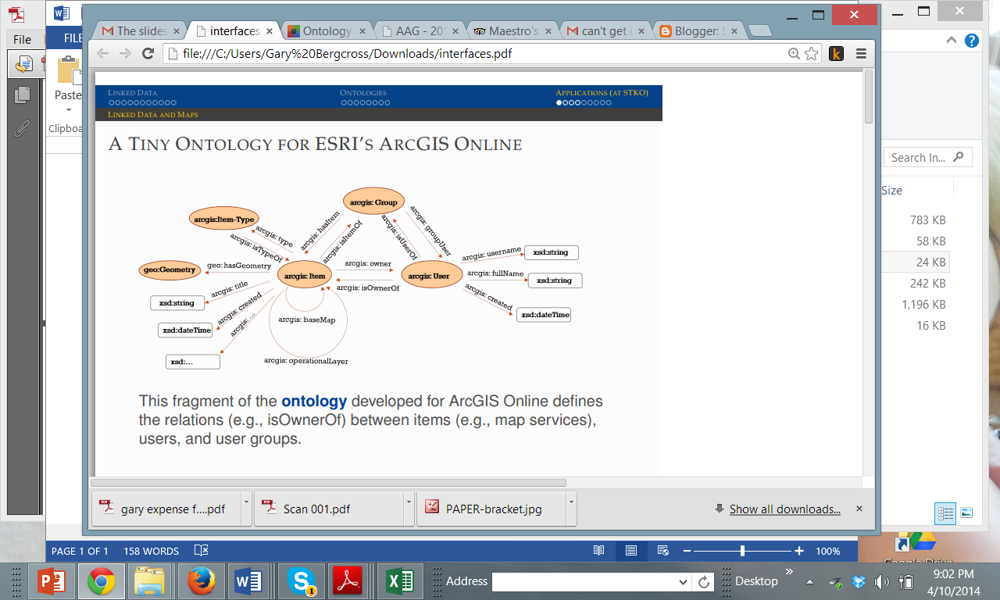 The slides
interfaces
Ontology
AAG - 20
Maestro's
can't get
Blogger: S
File
FILE
file:///C:/Users/Gary%20Bergcross/Downloads/interfaces.pdf
Paste
Clipboa
LINKED DATA
ONTOLOGIES
APPLICATIONS (AT STKO)
LINKED DATA AND MAPS
A TINY ONTOLOGY FOR ESRI'S ARCGIS ONLINE
arcgis: Group
arcgis:Item-Type
arcgis: type
arcgis: isTypeOf
arcgis: hasItem
arcgis: isItemOf
arcgis: isUserOf
arcgis: groupUser
geo:Geometry
geo: hasGeometry
arcgis: Item
arcgis: owner
arcgis: isOwnerOf
arcgis: User
arcgis: username
xsd:string
arcgis: fullName
xsd:string
arcgis: created
xsd:dateTime
arcgis: title
xsd:string
arcgis: created
xsd:dateTime
arcgis: ...
xsd:...
arcgis: baseMap
arcgis: operationalLayer
This fragment of the ontology developed for ArcGIS Online defines
the relations (e.g., isOwnerOf) between items (e.g., map services),
users, and user groups.
Search In...
Size
783 KB
58 KB
24 KB
242 KB
1,196 KB
16 KB
gary expense f....pdf
Scan 001.pdf
PAPER-bracket.jpg
Show all downloads...
PAGE 1 OF 1
158 WORDS
100%
Google Drive
Address
Desktop
9:02 PM
4/10/2014